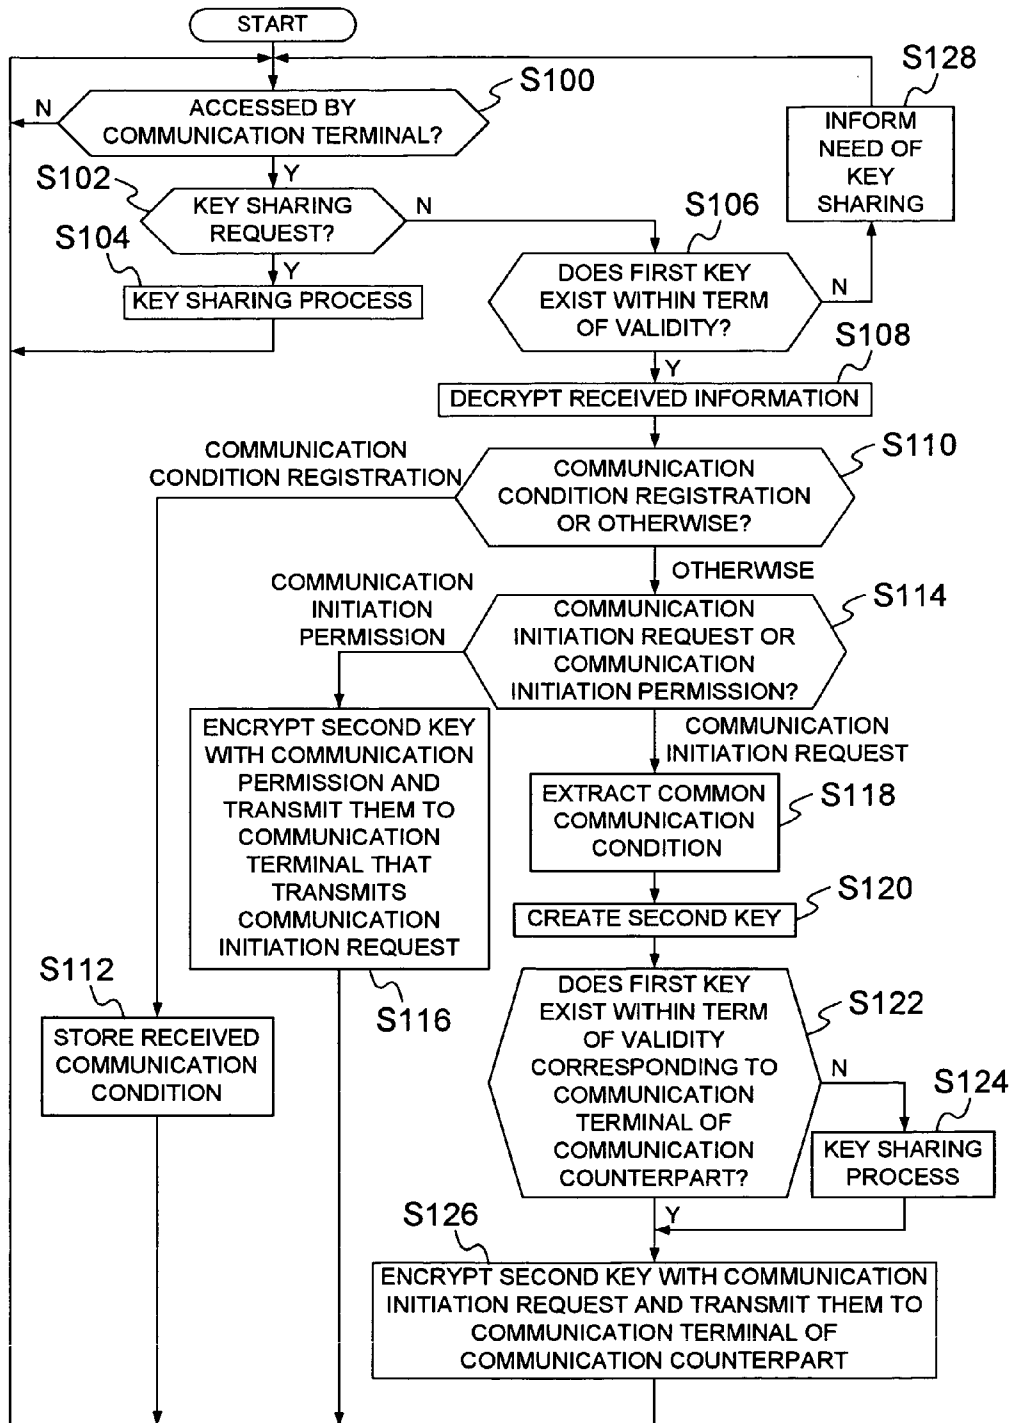 START
S100
S128
N
ACCESSED BY
COMMUNICATION TERMINAL?
INFORM
NEED OF
KEY
SHARING
Y
S102
KEY SHARING
REQUEST?
N
S106
S104
Y
KEY SHARING PROCESS
DOES FIRST KEY
EXIST WITHIN TERM
OF VALIDITY?
N
Y
S108
DECRYPT RECEIVED INFORMATION
COMMUNICATION
CONDITION REGISTRATION
S110
COMMUNICATION
CONDITION REGISTRATION
OR OTHERWISE?
OTHERWISE
COMMUNICATION
INITIATION
PERMISSION
S114
COMMUNICATION
INITIATION REQUEST OR
COMMUNICATION
INITIATION PERMISSION?
ENCRYPT SECOND KEY
WITH COMMUNICATION
PERMISSION AND
TRANSMIT THEM TO
COMMUNICATION
TERMINAL THAT
TRANSMITS
COMMUNICATION
INITIATION REQUEST
S116
COMMUNICATION
INITIATION REQUEST
EXTRACT COMMON
COMMUNICATION
CONDITION
S118
S120
CREATE SECOND KEY
S112
STORE RECEIVED
COMMUNICATION
CONDITION
DOES FIRST KEY
EXIST WITHIN TERM
OF VALIDITY
CORRESPONDING TO
COMMUNICATION
TERMINAL OF
COMMUNICATION
COUNTERPART?
S122
N
S124
KEY SHARING
PROCESS
Y
S126
ENCRYPT SECOND KEY WITH COMMUNICATION
INITIATION REQUEST AND TRANSMIT THEM TO
COMMUNICATION TERMINAL OF
COMMUNICATION COUNTERPART